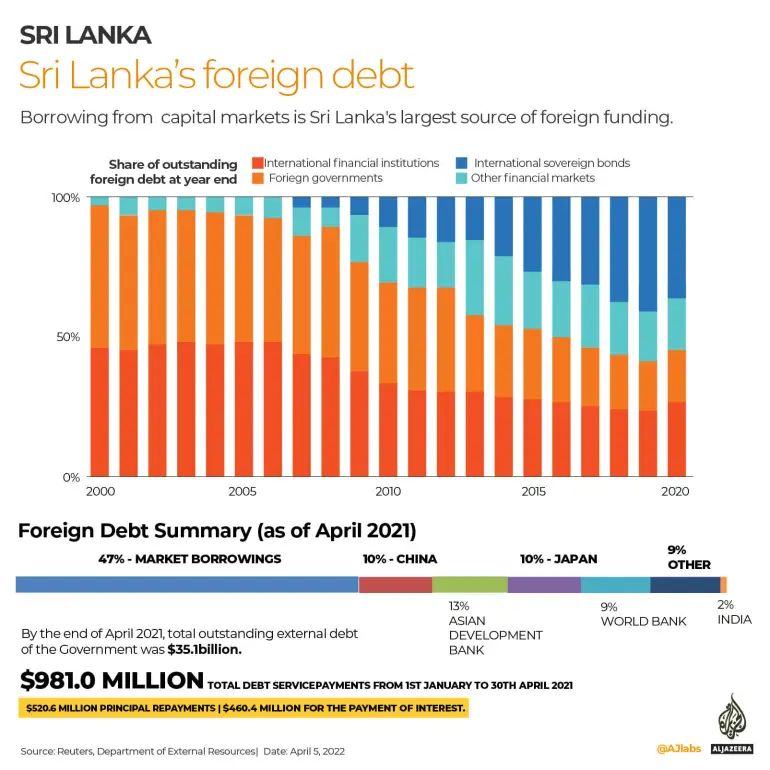 SRI LANKA
Sri Lanka’s foreign debt
Borrowing from capital markets is Sri Lanka's largest source of foreign funding.
Share of outstanding
foreign debt at year end
International financial institutions
International sovereign bonds
Foriegn governments
Other financial markets
100%
50%
0%
2000
2005
2010
2015
2020
Foreign Debt Summary (as of April 2021)
47% - MARKET BORROWINGS
10% - CHINA
10% - JAPAN
9%
OTHER
13%
ASIAN
DEVELOPMENT
BANK
9%
WORLD BANK
2%
INDIA
By the end of April 2021, total outstanding external debt
of the Government was $35.1billion.
$981.0 MILLION TOTAL DEBT SERVICEPAYMENTS FROM 1ST JANUARY TO 30TH APRIL 2021
$520.6 MILLION PRINCIPAL REPAYMENTS | $460.4 MILLION FOR THE PAYMENT OF INTEREST.
Source: Reuters, Department of External Resources| Date: April 5, 2022
@AJlabs
ALJAZEERA